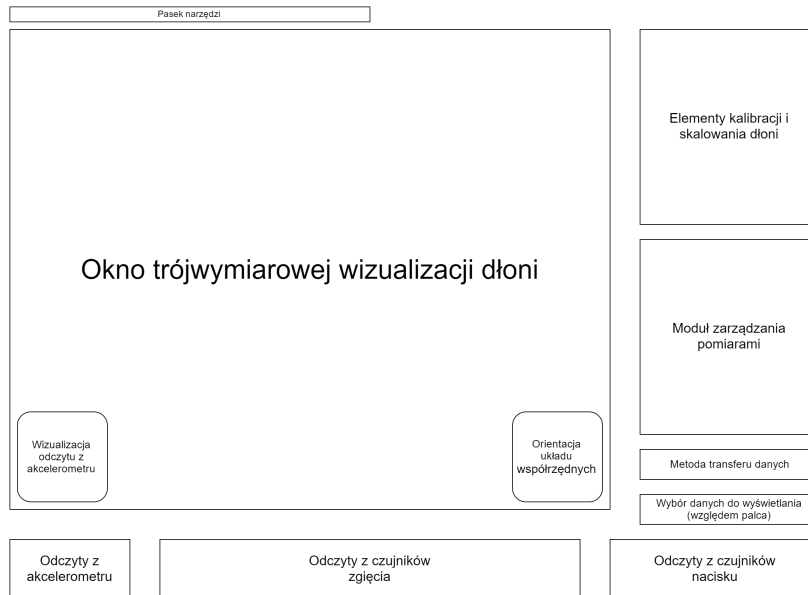 Pasek narzędzi
Elementy kalibracji i
skalowania dłoni
Okno trójwymiarowej wizualizacji dłoni
Moduł zarządzania
pomiarami
Wizualizacja
odczytu z
akcelerometru
Orientacja
układu
współrzędnych
Metoda transferu danych
Wybór danych do wyświetlania
(względem palca)
Odczyty z
akcelerometru
Odczyty z czujników
zgięcia
Odczyty z czujników
nacisku